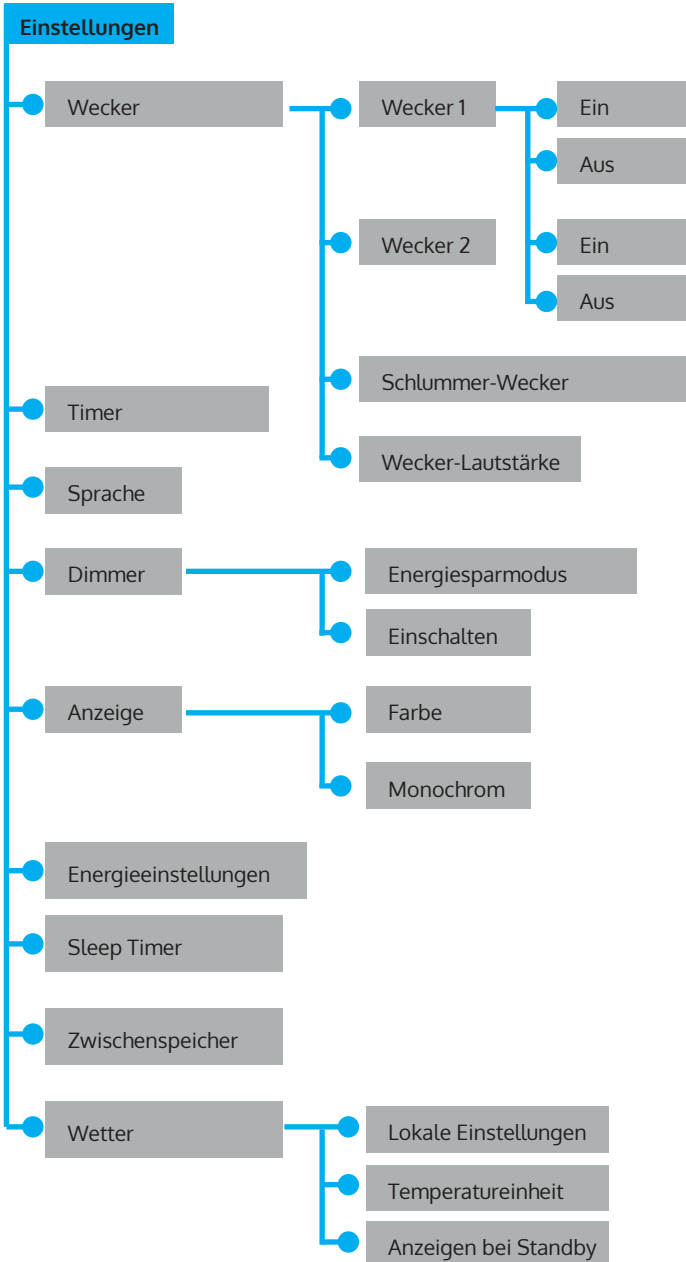 Einstellungen
Wecker
Wecker 1
Ein
Aus
Wecker 2
Ein
Aus
Schlummer-Wecker
Wecker-Lautstärke
Timer
Sprache
Dimmer
Energiesparmodus
Einschalten
Anzeige
Farbe
Monochrom
Energieeinstellungen
Sleep Timer
Zwischenspeicher
Wetter
Lokale Einstellungen
Temperatureinheit
Anzeigen bei Standby